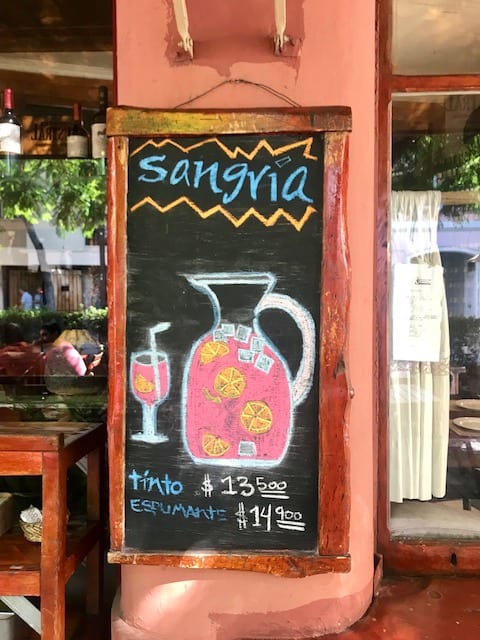 sangria
tinto $ 13500
ESPUMANTE $ 14900